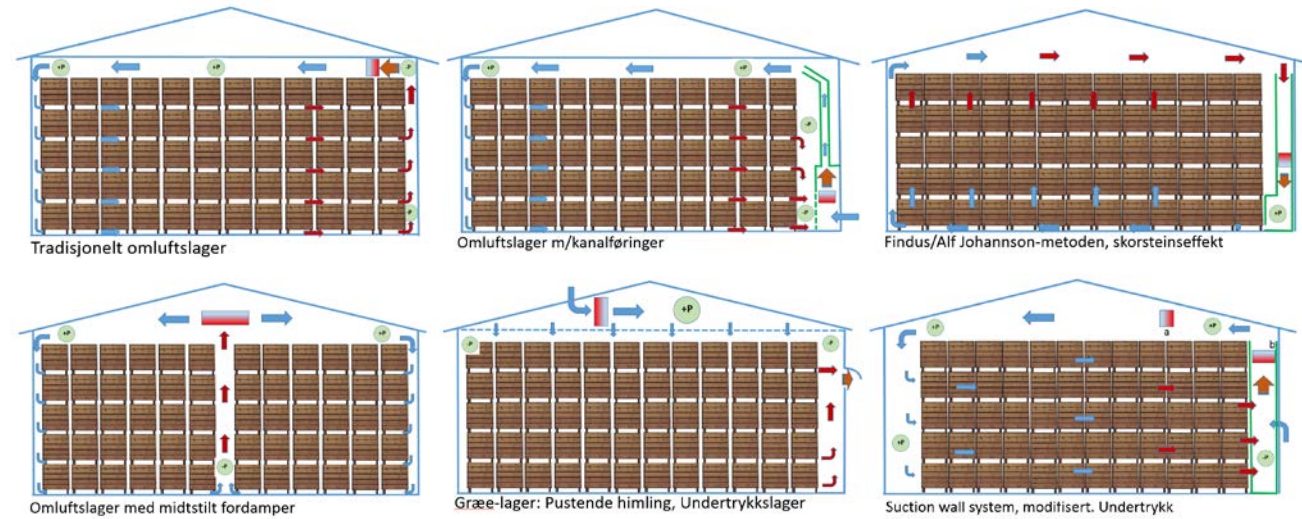 +P +P -P
-P
Tradisjonelt omluftslager
+P +P
-P
-P
Omluftslager m/kanalføringer
+P
Findus/Alf Johannson-metoden, skorsteinseffekt
+P +P
-P
Omluftslager med midtstilt fordamper
+P
-P -P
Græe-lager: Pustende himling, Undertrykkslager
+P +P
a b
+P -P
Suction wall system, modifisert. Undertrykk